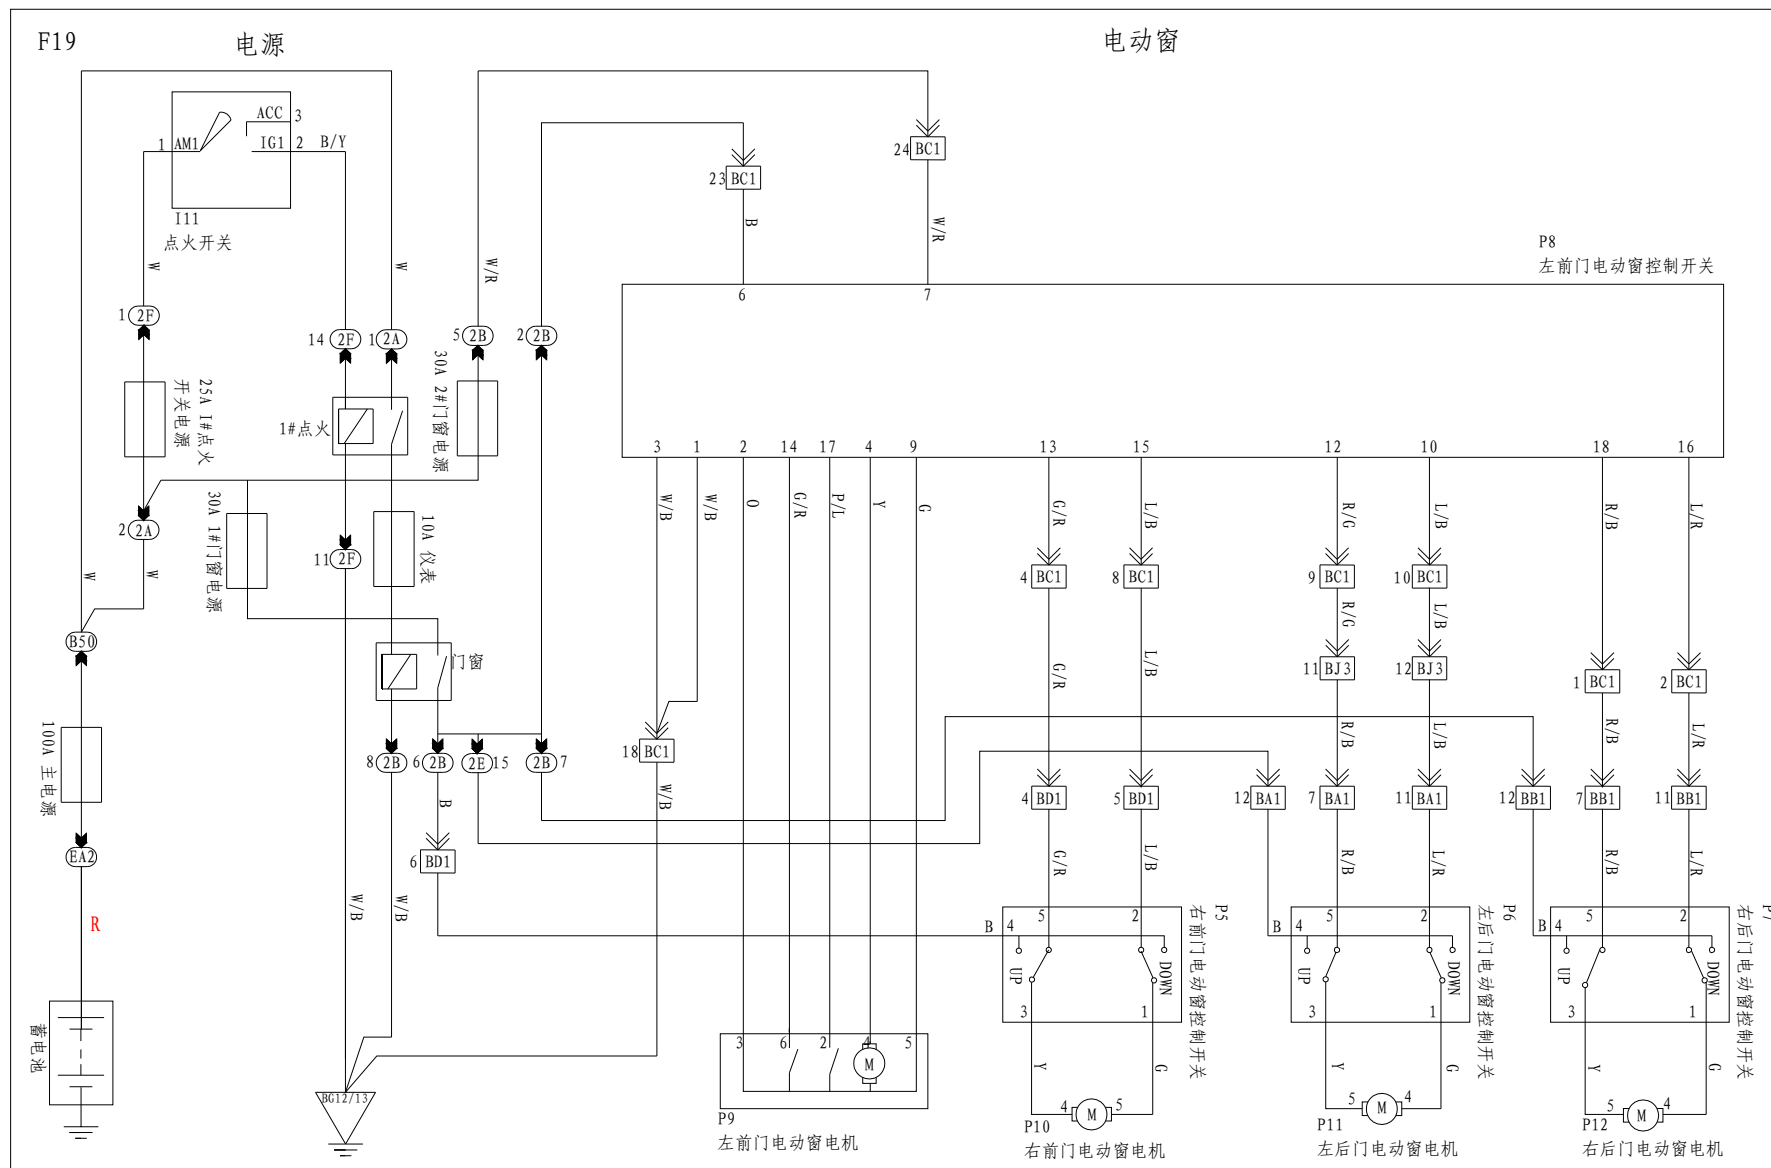 F19
电源
电动窗
ACC 3
1 AM1
IG1 2 B/Y
I11
点火开关
24 BC1
23 BC1
B
W/R
P8
左前门电动窗控制开关
W
W
W/R
6 7
1 2F
14 2F
1 2A
5 2B
2 2B
25A I#点火
开关电源
1#点火
30A 2#门窗电源
3 1 2 14 17 4 9 13 15 12 10 18 16
W/B W/B O G/R P/L Y G G/R L/B R/G L/B R/B L/R
30A 1#门窗电源
10A 仪表
2 2A
11 2F
W
W
4 BC1
8 BC1
9 BC1
10 BC1
R/G
L/B
B50
门窗
G/R
L/B
11 BJ3
12 BJ3
1 BC1
2 BC1
100A 主电源
18 BC1
R/B
L/B
R/B
L/R
8 2B
6 2B
2E 15
2B 7
B
W/B
4 BD1
5 BD1
12 BA1
7 BA1
11 BA1
12 BB1
7 BB1
11 BB1
EA2
6 BD1
G/R
L/B
R/B
L/R
R/B
L/R
R
W/B
W/B
B 4 5 2
UP
DOWN
3 1
P5
右前门电动窗控制开关
B 4 5 2
UP
DOWN
3 1
P6
左后门电动窗控制开关
B 4 5 2
UP
DOWN
3 1
P7
右后门电动窗控制开关
蓄电池
BG12/13
3 6 2 4 5
M
P9
左前门电动窗电机
Y
G
4 M 5
P10
右前门电动窗电机
Y
G
5 M 4
P11
左后门电动窗电机
Y
G
5 M 4
P12
右后门电动窗电机